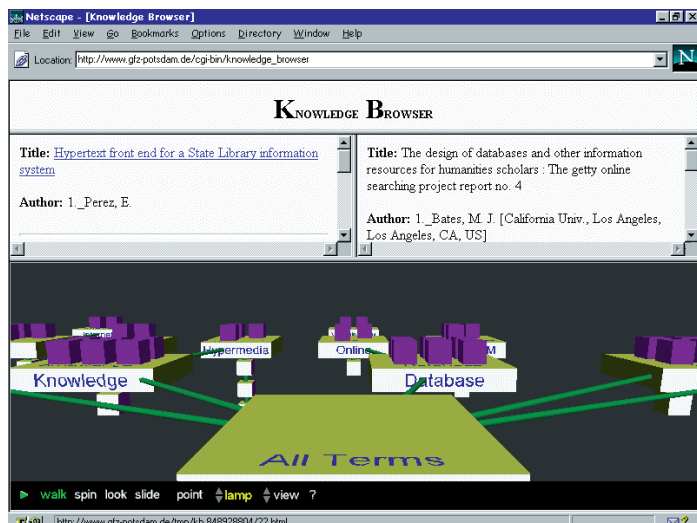 Netscape - [Knowledge Browser]
File Edit View Go Bookmarks Options Directory Window Help
Location: http://www.gfz-potsdam.de/cgi-bin/knowledge_browser
N
KNOWLEDGE BROWSER
Title: Hypertext front end for a State Library information
system
Author: 1._Perez, E.
Title: The design of databases and other information
resources for humanities scholars : The getty online
searching project report no. 4
Author: 1._Bates, M. J. [California Univ., Los Angeles,
Los Angeles, CA, US]
Hypermedia
Online
M
Knowledge
Database
All Terms
walk spin look slide point lamp view ?
http://www.gfz-potsdam.de/tmp/kb.848928804/22.html